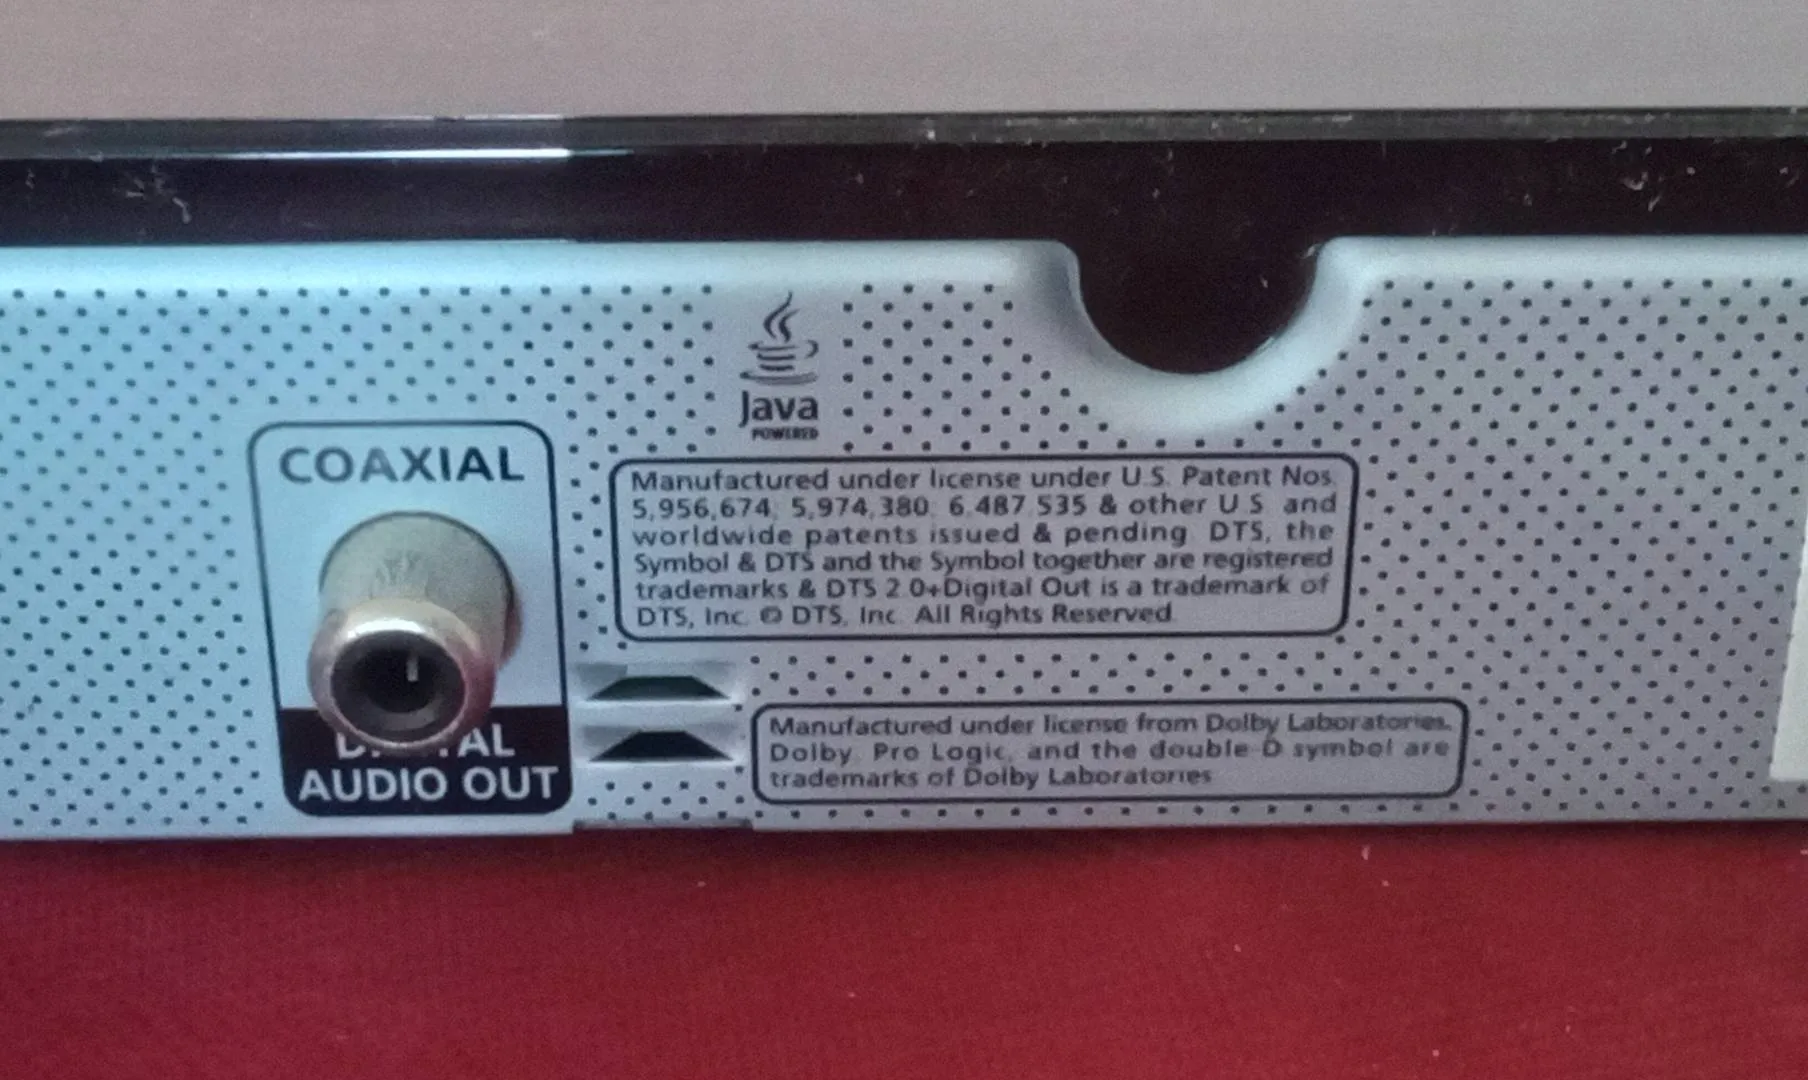 Java
POWERED
COAXIAL
Manufactured under license under U.S. Patent Nos.
5,956,674; 5,974,380; 6,487,535 & other U.S. and
worldwide patents issued & pending. DTS, the
Symbol & DTS and the Symbol together are registered
trademarks & DTS 2.0+Digital Out is a trademark of
DTS, Inc. © DTS, Inc. All Rights Reserved.
Manufactured under license from Dolby Laboratories.
Dolby, Pro Logic, and the double-D symbol are
trademarks of Dolby Laboratories.
AUDIO OUT